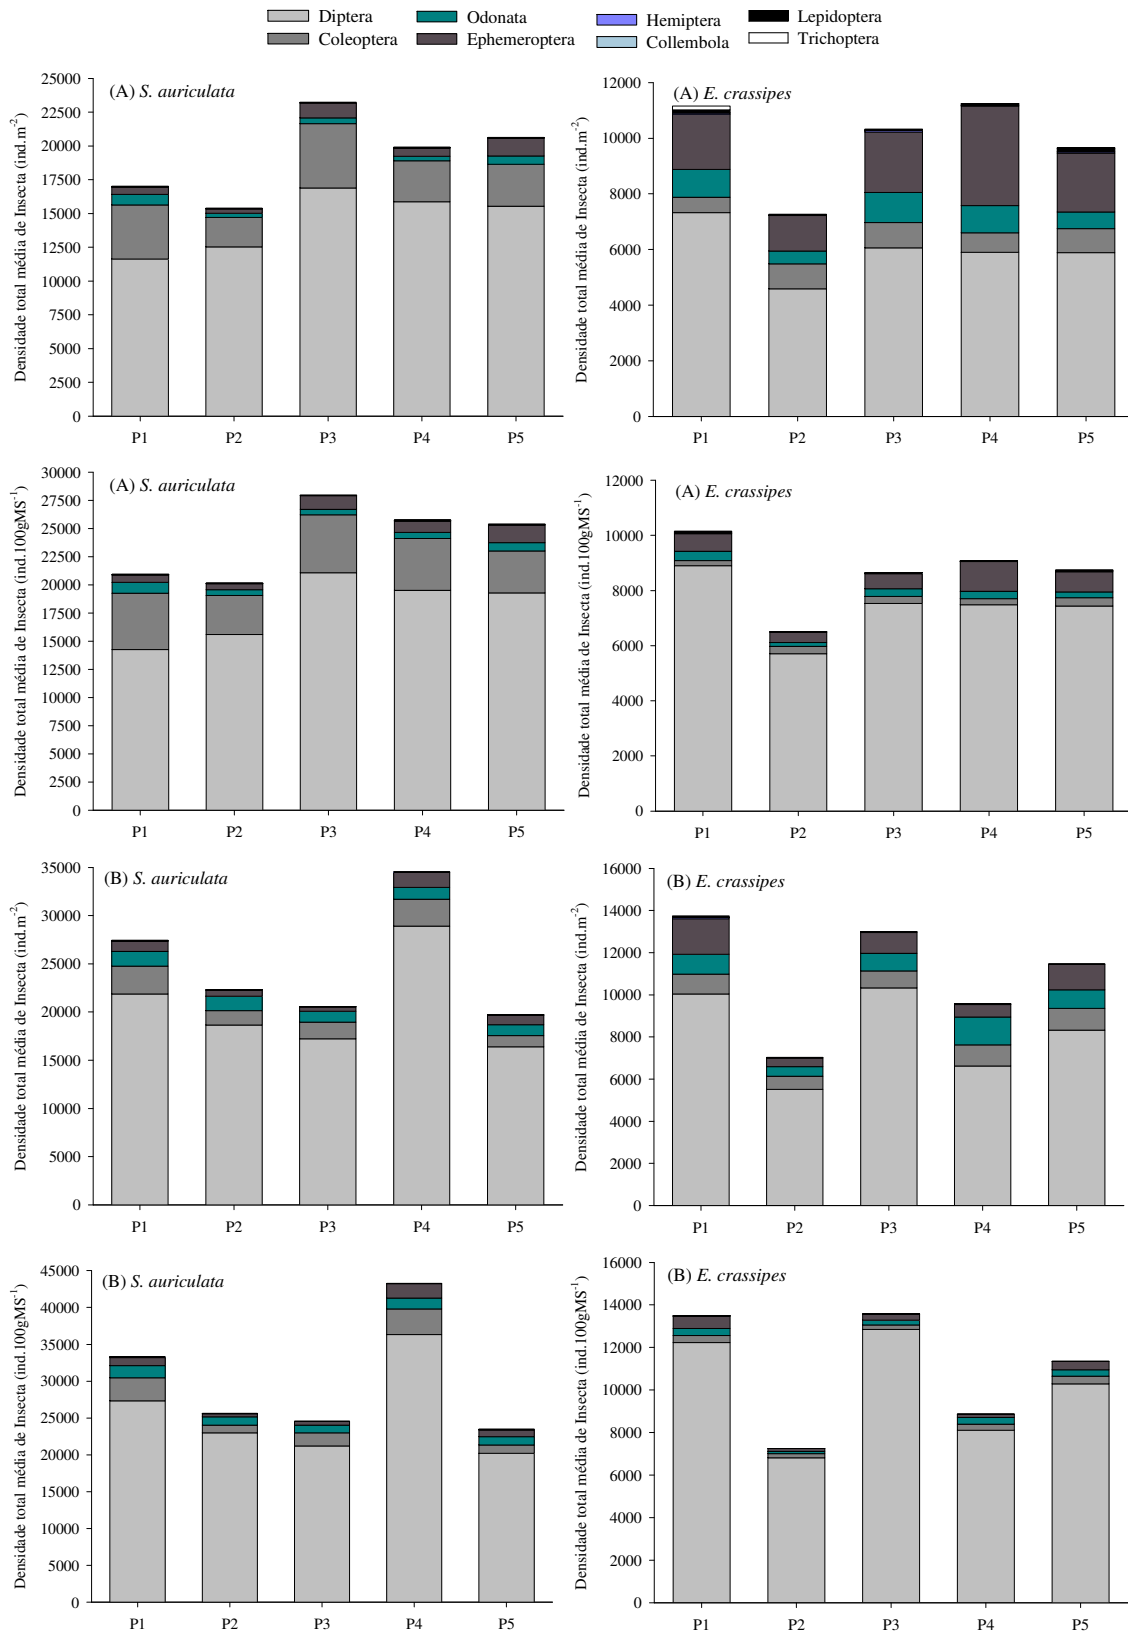 Diptera Odonata Hemiptera Lepidoptera
Coleoptera Ephemeroptera Collembola Trichoptera
Densidade total média de Insecta (ind.m⁻²)
25000
22500
20000
17500
15000
12500
10000
7500
5000
2500
0
(A) S. auriculata
P1 P2 P3 P4 P5
Densidade total média de Insecta (ind.m⁻²)
12000
10000
8000
6000
4000
2000
0
(A) E. crassipes
P1 P2 P3 P4 P5
Densidade total média de Insecta (ind.100gMS⁻¹)
30000
27500
25000
22500
20000
17500
15000
12500
10000
7500
5000
2500
0
(A) S. auriculata
P1 P2 P3 P4 P5
Densidade total média de Insecta (ind.100gMS⁻¹)
12000
10000
8000
6000
4000
2000
0
(A) E. crassipes
P1 P2 P3 P4 P5
Densidade total média de Insecta (ind.m⁻²)
35000
30000
25000
20000
15000
10000
5000
0
(B) S. auriculata
P1 P2 P3 P4 P5
Densidade total média de Insecta (ind.m⁻²)
16000
14000
12000
10000
8000
6000
4000
2000
0
(B) E. crassipes
P1 P2 P3 P4 P5
Densidade total média de Insecta (ind.100gMS⁻¹)
45000
40000
35000
30000
25000
20000
15000
10000
5000
0
(B) S. auriculata
P1 P2 P3 P4 P5
Densidade total média de Insecta (ind.100gMS⁻¹)
16000
14000
12000
10000
8000
6000
4000
2000
0
(B) E. crassipes
P1 P2 P3 P4 P5